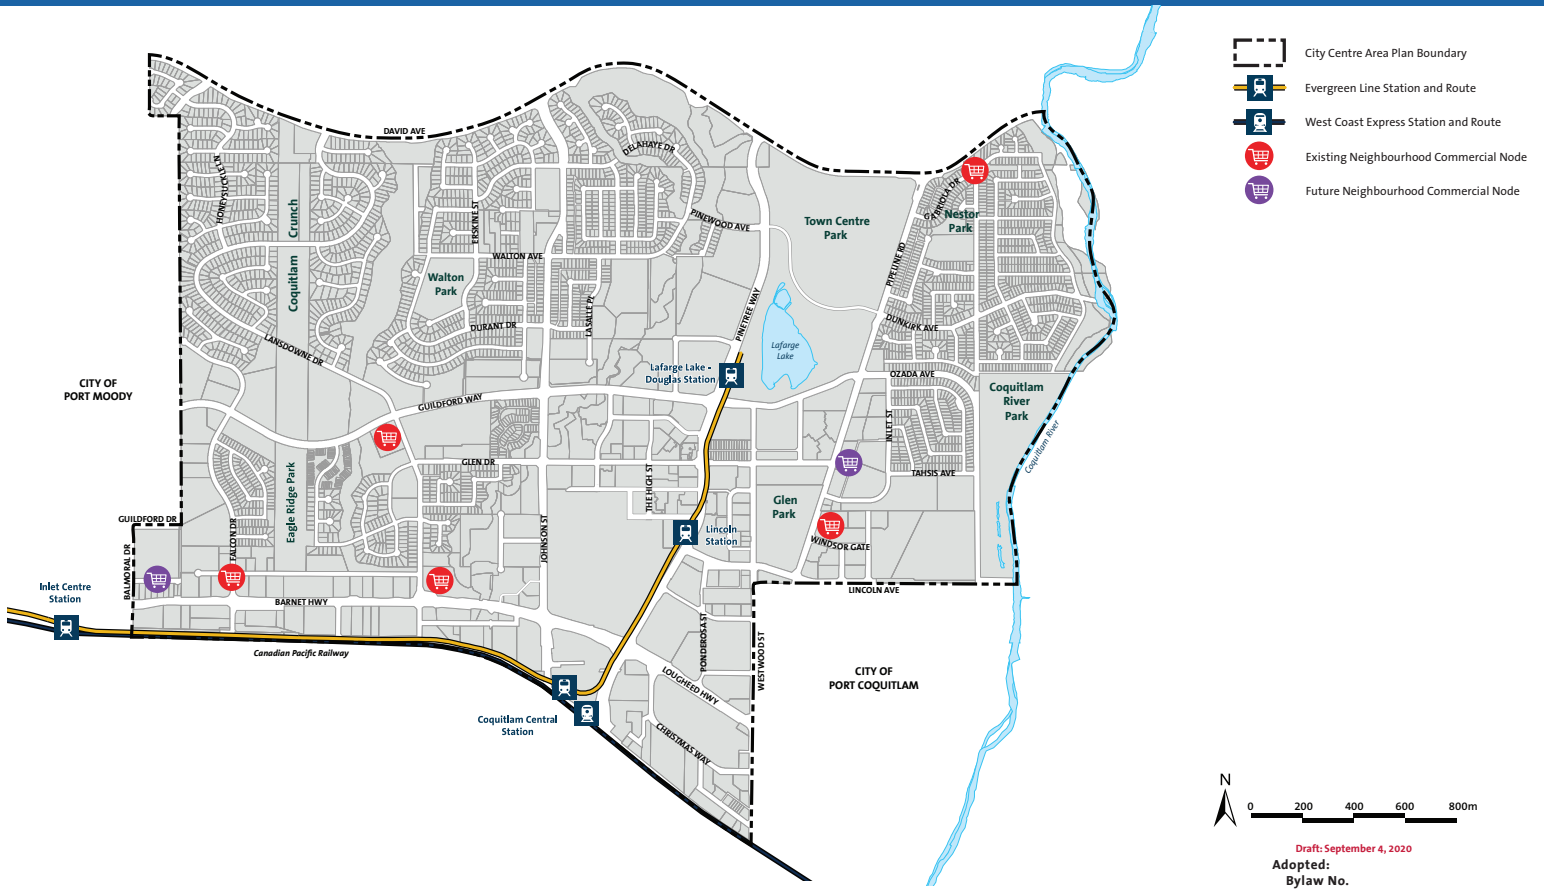 City Centre Area Plan Boundary
Evergreen Line Station and Route
West Coast Express Station and Route
Existing Neighbourhood Commercial Node
Future Neighbourhood Commercial Node
DAVID AVE
DELAHAYE DR
HONEYSUCKLE LN
Coquitlam Crunch
ERSKINE ST
PINEWOOD AVE
Town Centre
Park
GABRIOLA DR
Nestor
Park
WALTON AVE
PIPELINE RD
Walton
Park
LASALLE PL
DURANT DR
PINETREE WAY
DUNKIRK AVE
Lafarge
Lake
LANSDOWNE DR
Lafarge Lake -
Douglas Station
OZADA AVE
CITY OF
PORT MOODY
Coquitlam
River
Park
GUILDFORD WAY
INLET ST
Coquitlam River
GLEN DR
THE HIGH ST
TAHSIS AVE
Eagle Ridge Park
Glen
Park
GUILDFORD DR
FALCON DR
JOHNSON ST
Lincoln
Station
WINDSOR GATE
BALMORAL DR
Inlet Centre
Station
LINCOLN AVE
BARNET HWY
PONDEROSA ST
WESTWOOD ST
Canadian Pacific Railway
CITY OF
PORT COQUITLAM
LOUGHEED HWY
Coquitlam Central
Station
CHRISTMAS WAY
N
0 200 400 600 800m
Draft: September 4, 2020
Adopted:
Bylaw No.